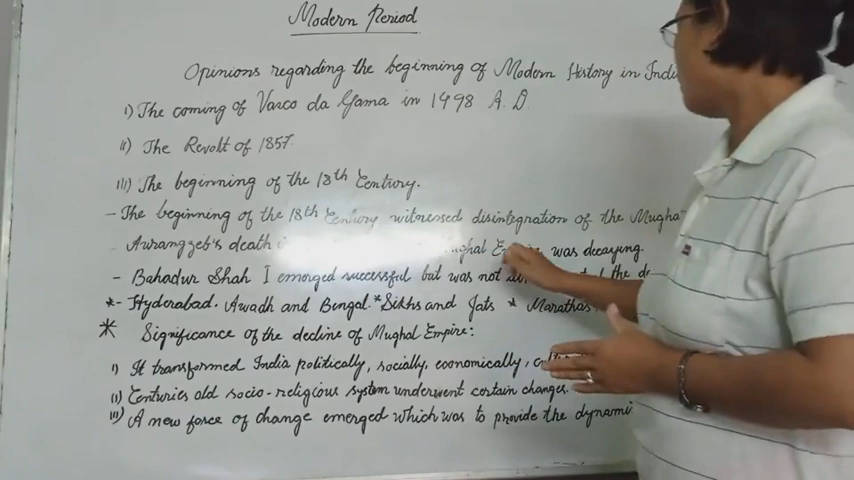 Modern Period
Opinions regarding the beginning of Modern History in Indi
i) The coming of Vasco da Gama in 1498 A.D.
ii) The Revolt of 1857.
iii) The beginning of the 18th Centrury.
- The beginning of the 18th Century witnessed disintegration of the Mugha
- Aurangzeb's death was decaying.
- Bahadur Shah I emerged successful but was not the
*- Hyderabad. Awadh and Bengal. * Sikhs and Jats * Marathas
* Significance of the decline of Mughal Empire:
i) It transformed India politically, socially, economically,
ii) Centuries old socio-religious system underwent certain changes.
iii) A new force of change emerged which was to provide the dynami